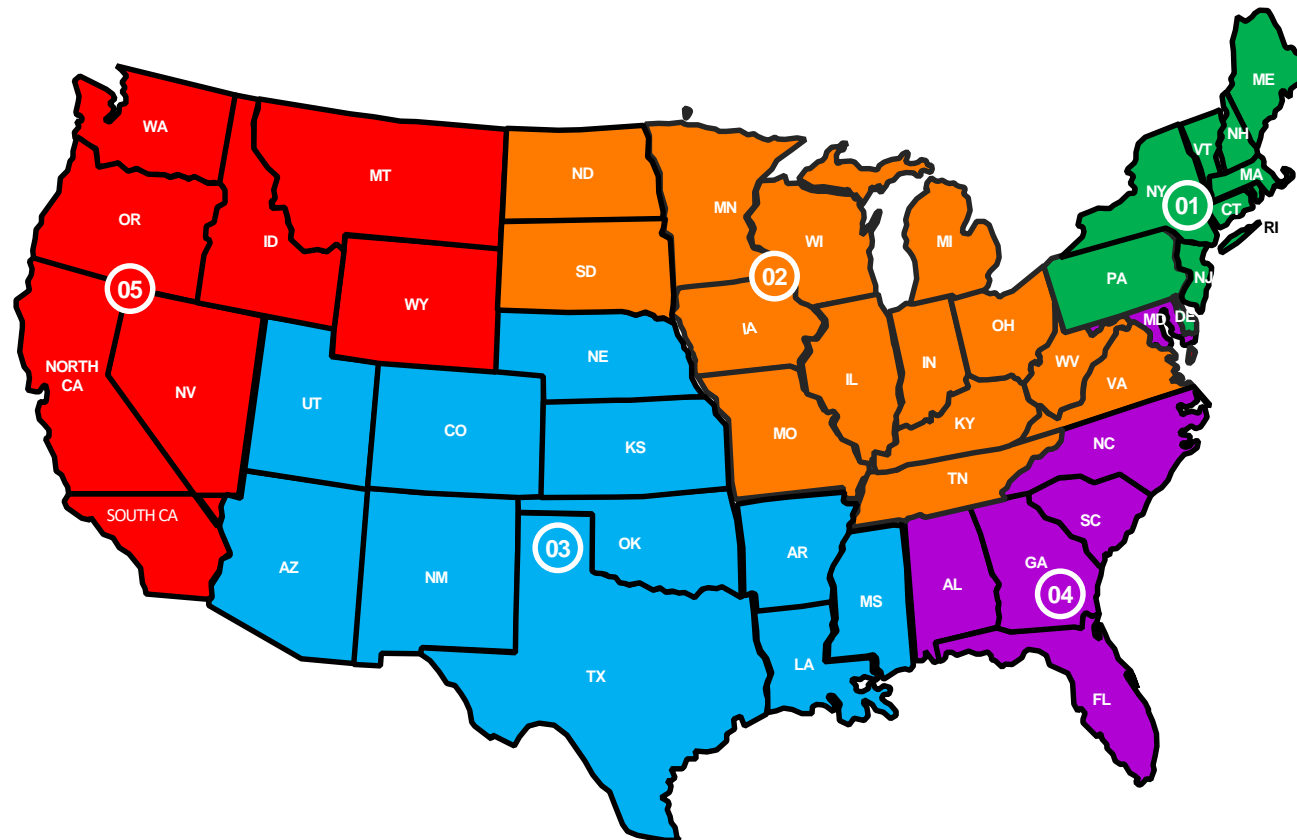 ME
WA
NH
VT
MT
ND
MA
NY
01
MN
CT
OR
RI
ID
WI
MI
SD
02
PA
NJ
05
WY
MD
DE
IA
OH
NE
NORTH
CA
WV
NV
IN
IL
VA
UT
CO
KY
MO
NC
KS
TN
SOUTH CA
SC
03
OK
AR
GA
AZ
NM
AL
04
MS
LA
TX
FL